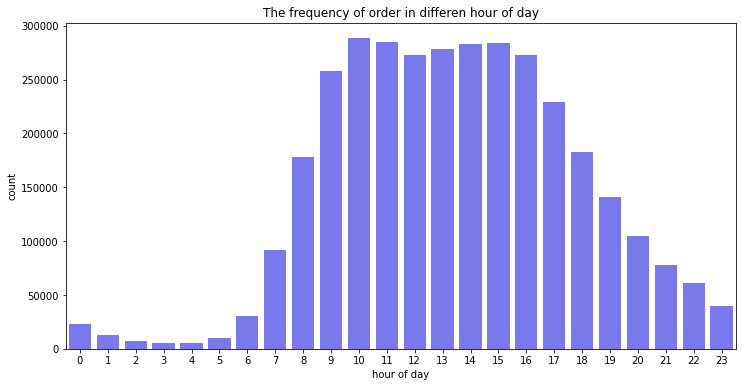 The frequency of order in differen hour of day
300000
250000
200000
150000
100000
50000
0
count
0 1 2 3 4 5 6 7 8 9 10 11 12 13 14 15 16 17 18 19 20 21 22 23
hour of day